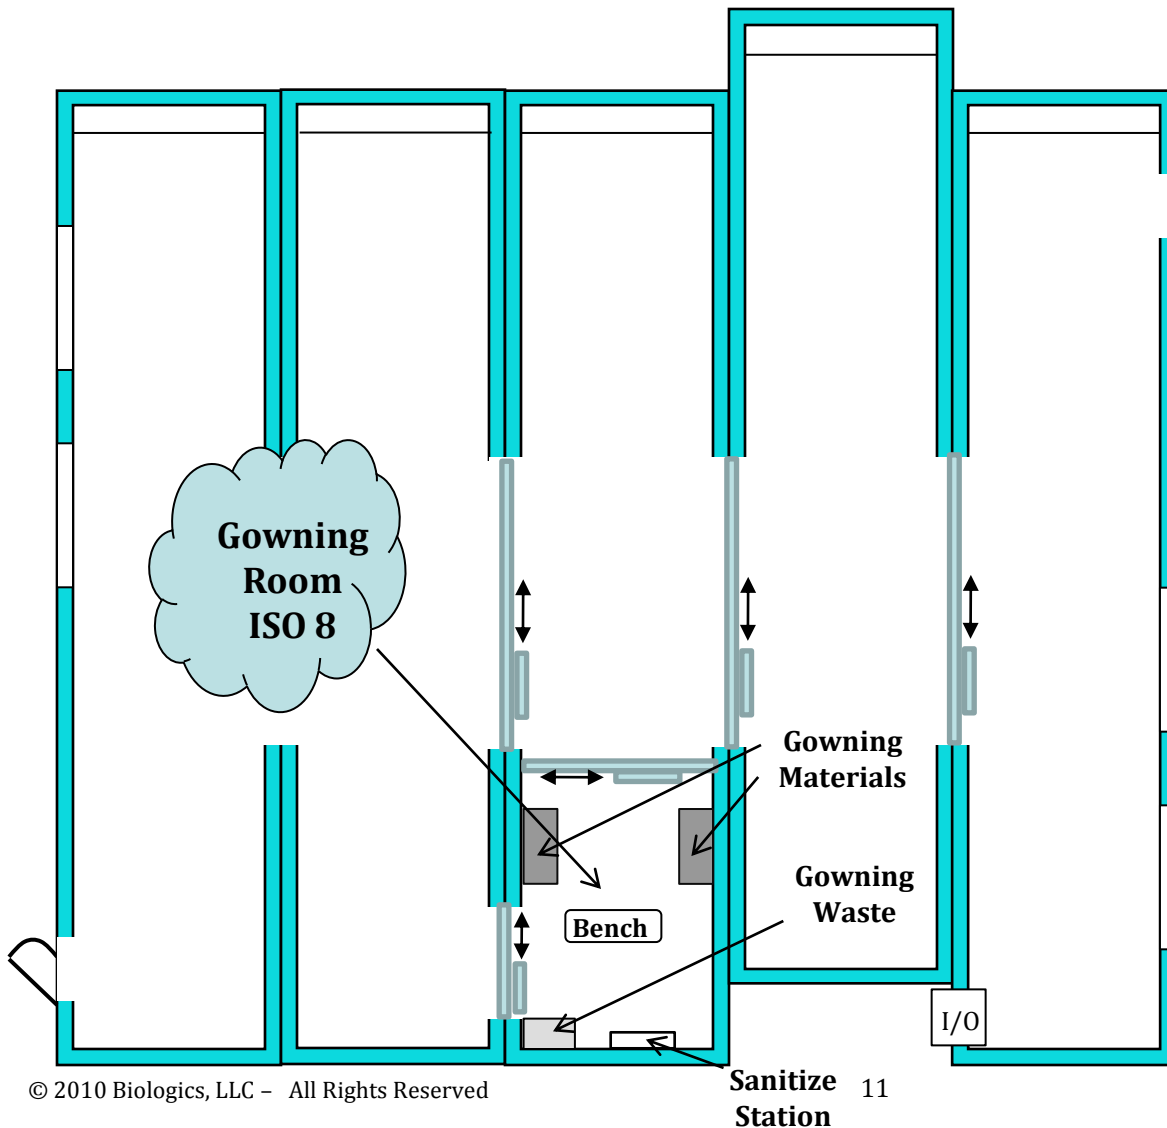 Gowning
Room
ISO 8
Gowning
Materials
Gowning
Waste
Bench
I/O
Sanitize
Station
© 2010 Biologics, LLC – All Rights Reserved
11